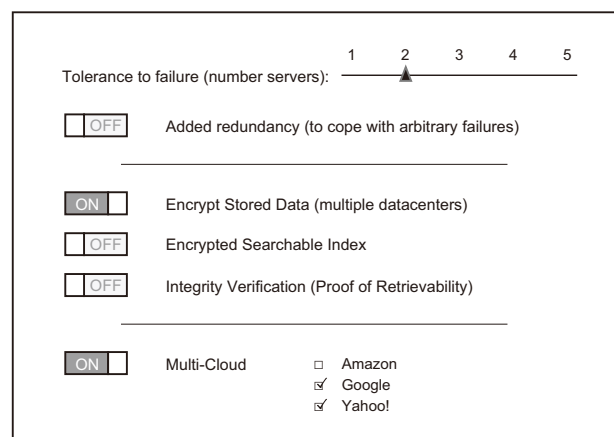 1 2 3 4 5
Tolerance to failure (number servers):
OFF Added redundancy (to cope with arbitrary failures)
ON Encrypt Stored Data (multiple datacenters)
OFF Encrypted Searchable Index
OFF Integrity Verification (Proof of Retrievability)
ON Multi-Cloud □ Amazon
☑ Google
☑ Yahoo!